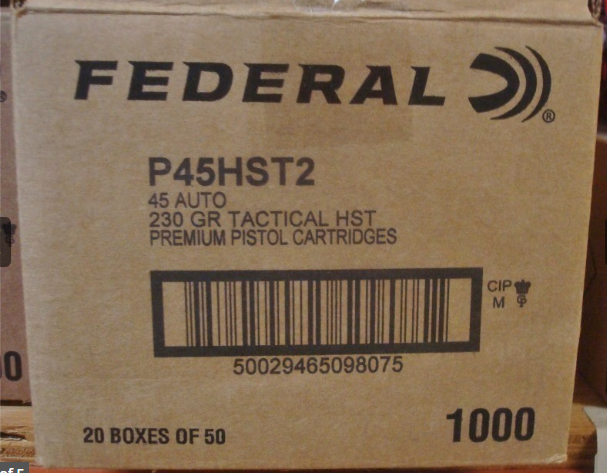 FEDERAL ®
P45HST2
45 AUTO
230 GR TACTICAL HST
PREMIUM PISTOL CARTRIDGES
CIP
M
50029465098075
20 BOXES OF 50
1000